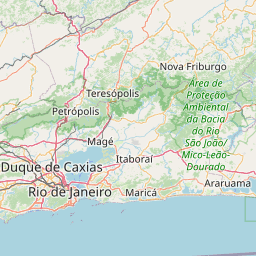 Nova Friburgo
Teresópolis
Petrópolis
Área de
Proteção
Ambiental
da Bacia
do Rio
São João/
Mico-Leão-
Dourado
Magé
Itaboraí
Duque de Caxias
Rio de Janeiro
Maricá
Araruama